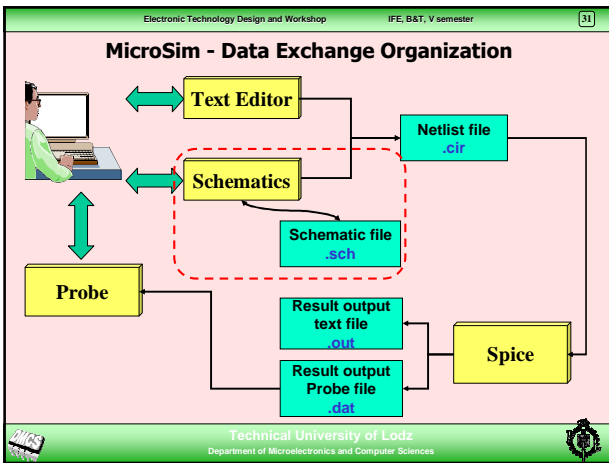 Electronic Technology Design and Workshop IFE, B&T, V semester 31
MicroSim - Data Exchange Organization
Text Editor
Netlist file
.cir
Schematics
Schematic file
.sch
Probe
Result output
text file
.out
Spice
Result output
Probe file
.dat
DMCS
Technical University of Lodz
Department of Microelectronics and Computer Sciences